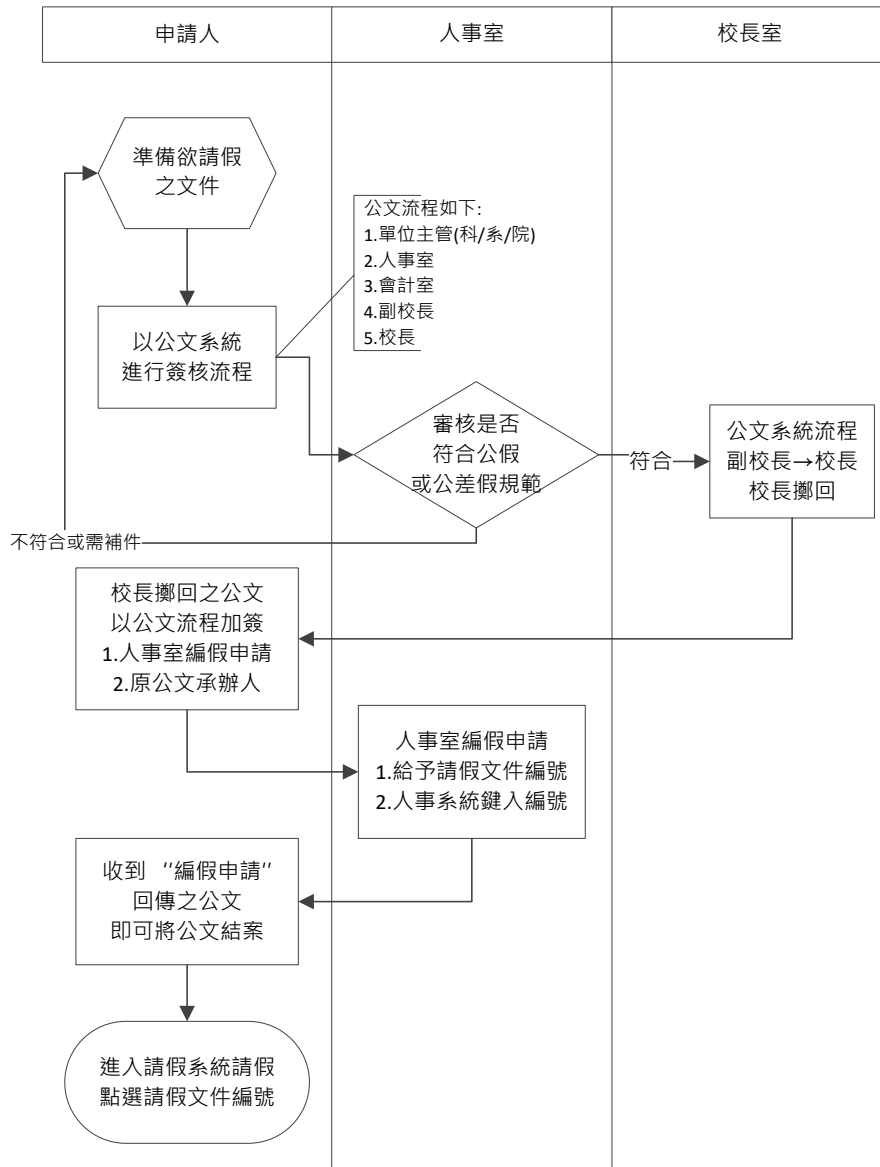 申請人
人事室
校長室
準備欲請假
之文件
公文流程如下:
1.單位主管(科/系/院)
2.人事室
3.會計室
4.副校長
5.校長
以公文系統
進行簽核流程
審核是否
符合公假
或公差假規範
符合
公文系統流程
副校長→校長
校長擲回
不符合或需補件
校長擲回之公文
以公文流程加簽
1.人事室編假申請
2.原公文承辦人
人事室編假申請
1.給予請假文件編號
2.人事系統鍵入編號
收到 "編假申請"
回傳之公文
即可將公文結案
進入請假系統請假
點選請假文件編號